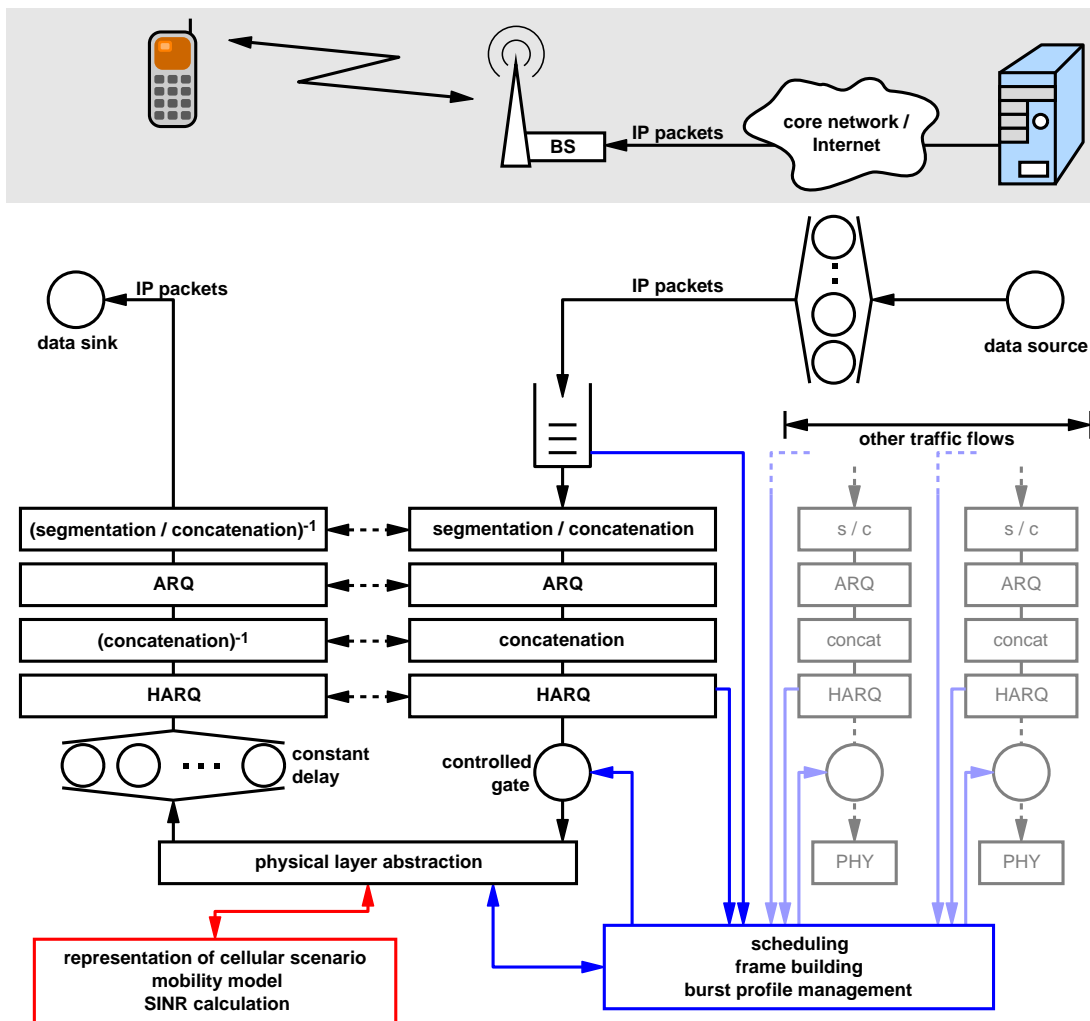 core network /
Internet
IP packets
BS
IP packets
IP packets
data sink
data source
other traffic flows
(segmentation / concatenation)-1
segmentation / concatenation
s / c
s / c
ARQ
ARQ
ARQ
ARQ
(concatenation)-1
concatenation
concat
concat
HARQ
HARQ
HARQ
HARQ
constant
delay
controlled
gate
physical layer abstraction
PHY
PHY
representation of cellular scenario
mobility model
SINR calculation
scheduling
frame building
burst profile management